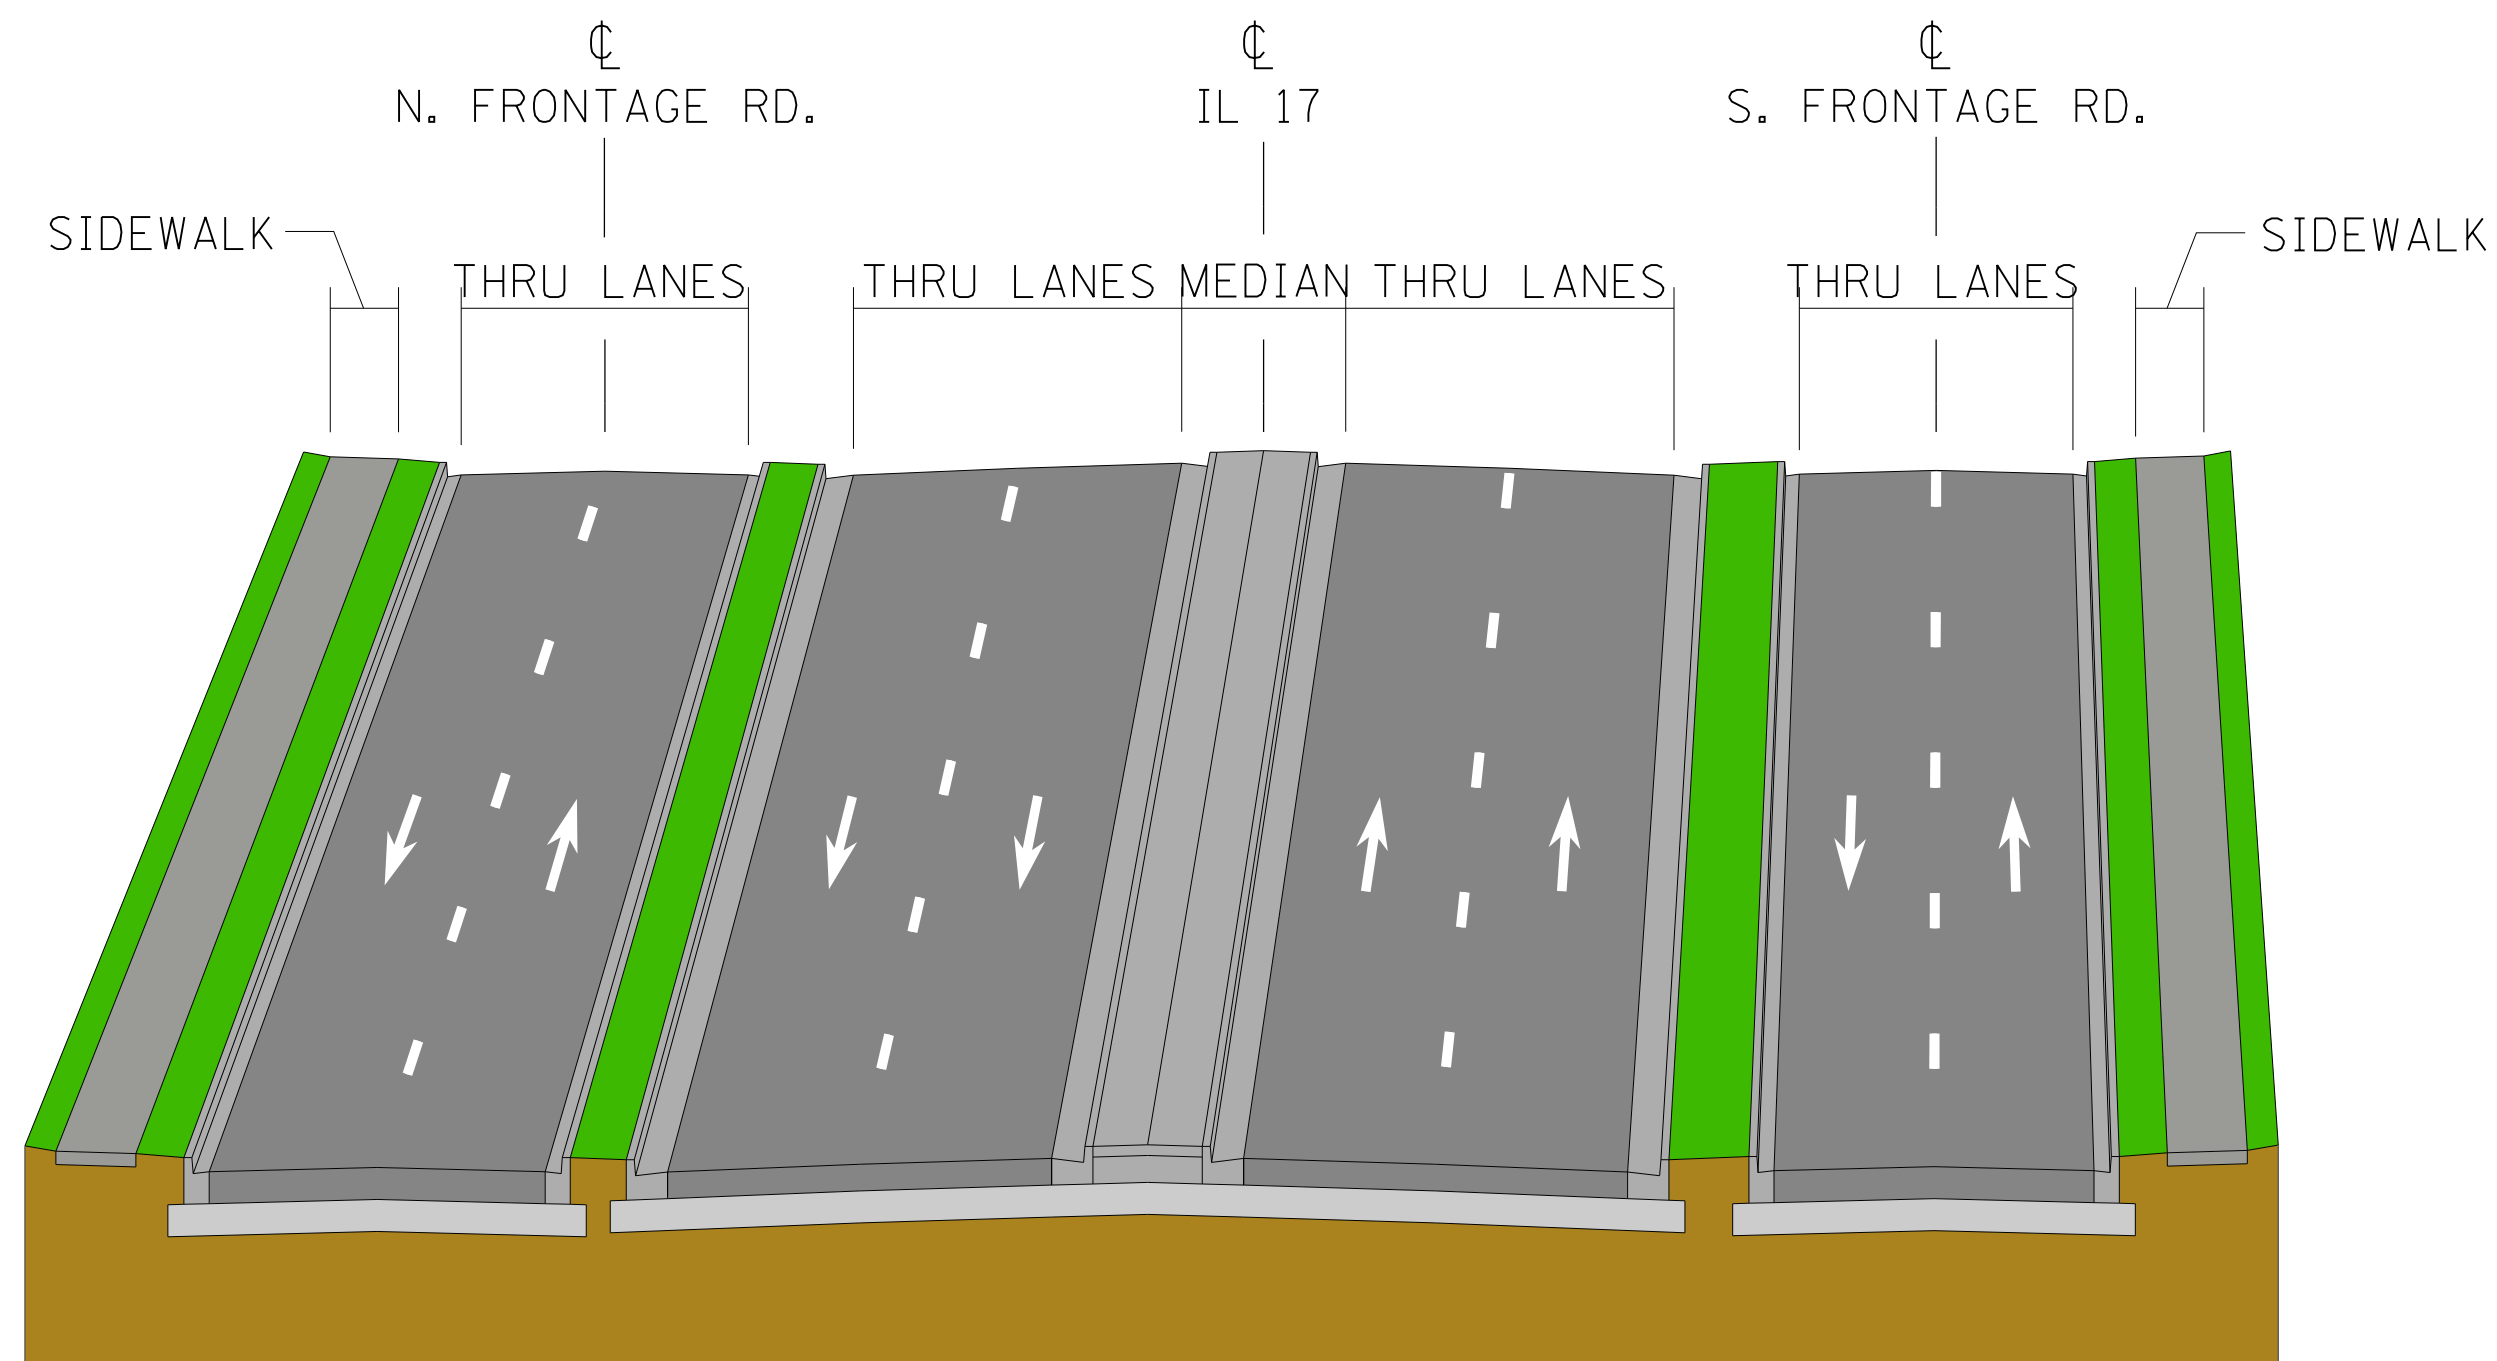 ℄ ℄ ℄
N. FRONTAGE RD. IL 17 S. FRONTAGE RD.
SIDEWALK SIDEWALK
THRU LANES THRU LANES MEDIAN THRU LANES THRU LANES